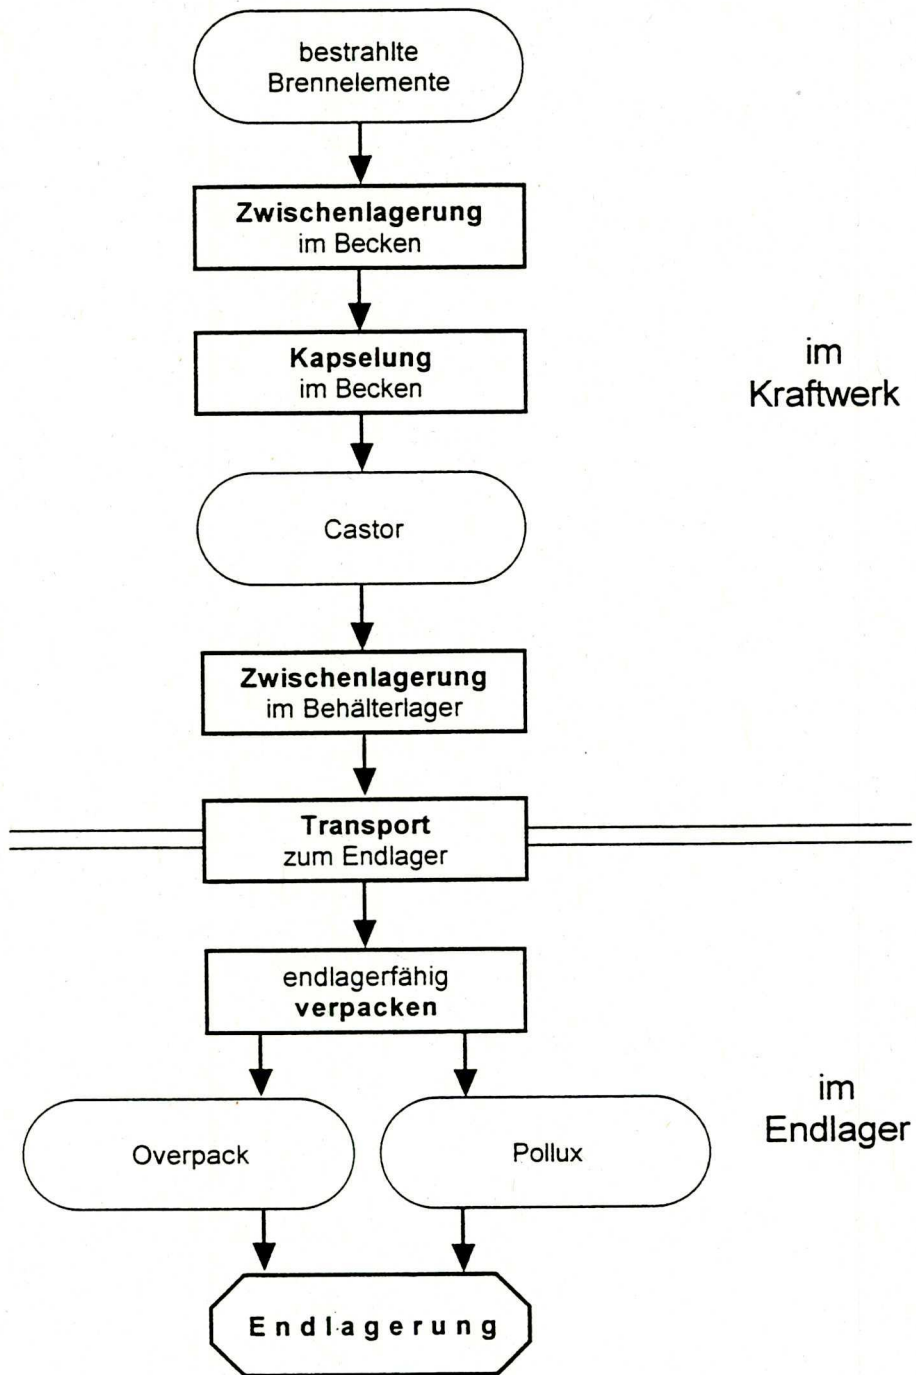 bestrahlte
Brennelemente
Zwischenlagerung
im Becken
Kapselung
im Becken
im
Kraftwerk
Castor
Zwischenlagerung
im Behälterlager
Transport
zum Endlager
endlagerfähig
verpacken
im
Endlager
Overpack
Pollux
Endlagerung